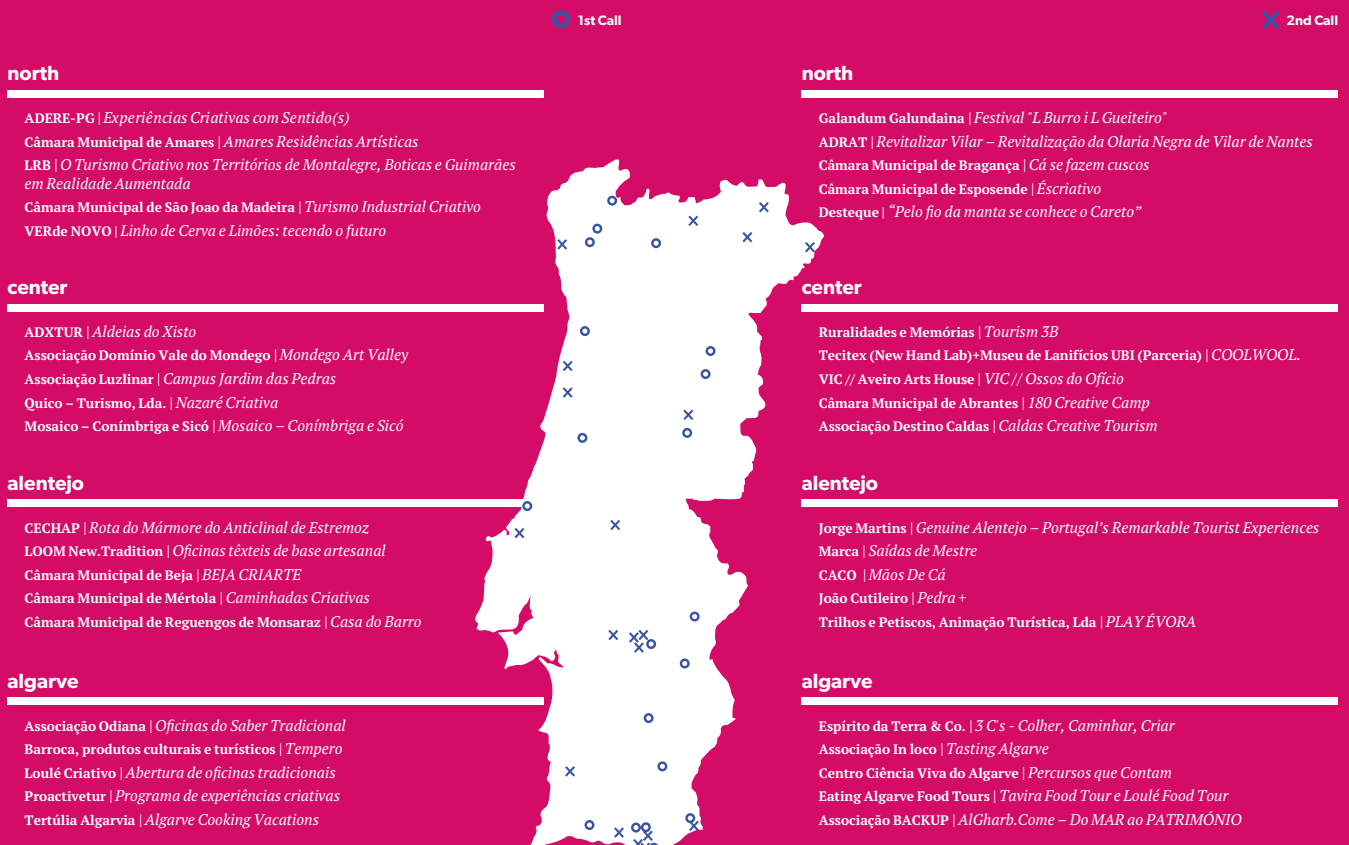 1st Call
north
ADERE-PG | Experiências Criativas com Sentido(s)
Câmara Municipal de Amares | Amares Residências Artísticas
LRB | O Turismo Criativo nos Territórios de Montalegre, Boticas e Guimarães
em Realidade Aumentada
Câmara Municipal de São Joao da Madeira | Turismo Industrial Criativo
VERde NOVO | Linho de Cerva e Limões: tecendo o futuro
center
ADXTUR | Aldeias do Xisto
Associação Domínio Vale do Mondego | Mondego Art Valley
Associação Luzlinar | Campus Jardim das Pedras
Quico – Turismo, Lda. | Nazaré Criativa
Mosaico – Conímbriga e Sicó | Mosaico – Conímbriga e Sicó
alentejo
CECHAP | Rota do Mármore do Anticlinal de Estremoz
LOOM New.Tradition | Oficinas têxteis de base artesanal
Câmara Municipal de Beja | BEJA CRIARTE
Câmara Municipal de Mértola | Caminhadas Criativas
Câmara Municipal de Reguengos de Monsaraz | Casa do Barro
algarve
Associação Odiana | Oficinas do Saber Tradicional
Barroca, produtos culturais e turísticos | Tempero
Loulé Criativo | Abertura de oficinas tradicionais
Proactivetur | Programa de experiências criativas
Tertúlia Algarvia | Algarve Cooking Vacations
2nd Call
north
Galandum Galundaina | Festival "L Burro i L Gueiteiro"
ADRAT | Revitalizar Vilar – Revitalização da Olaria Negra de Vilar de Nantes
Câmara Municipal de Bragança | Cá se fazem cuscos
Câmara Municipal de Esposende | Éscriativo
Desteque | “Pelo fio da manta se conhece o Careto”
center
Ruralidades e Memórias | Tourism 3B
Tecitex (New Hand Lab)+Museu de Lanifícios UBI (Parceria) | COOLWOOL.
VIC // Aveiro Arts House | VIC // Ossos do Ofício
Câmara Municipal de Abrantes | 180 Creative Camp
Associação Destino Caldas | Caldas Creative Tourism
alentejo
Jorge Martins | Genuine Alentejo – Portugal’s Remarkable Tourist Experiences
Marca | Saídas de Mestre
CACO | Mãos De Cá
João Cutileiro | Pedra +
Trilhos e Petiscos, Animação Turística, Lda | PLAY ÉVORA
algarve
Espírito da Terra & Co. | 3 C's - Colher, Caminhar, Criar
Associação In loco | Tasting Algarve
Centro Ciência Viva do Algarve | Percursos que Contam
Eating Algarve Food Tours | Tavira Food Tour e Loulé Food Tour
Associação BACKUP | AlGharb.Come – Do MAR ao PATRIMÓNIO